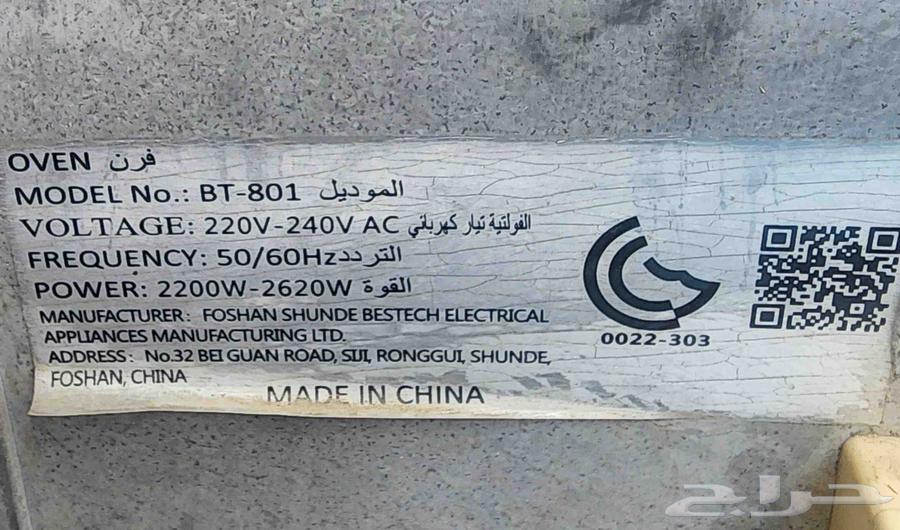 OVEN فرن
MODEL No.: BT-801 الموديل
VOLTAGE: 220V-240V AC الفولتية تيار كهربائي
FREQUENCY: 50/60Hz التردد
POWER: 2200W-2620W القوة
MANUFACTURER: FOSHAN SHUNDE BESTECH ELECTRICAL
APPLIANCES MANUFACTURING LTD.
ADDRESS: No.32 BEI GUAN ROAD, SIJI, RONGGUI, SHUNDE,
FOSHAN, CHINA
MADE IN CHINA
0022-303
حراج